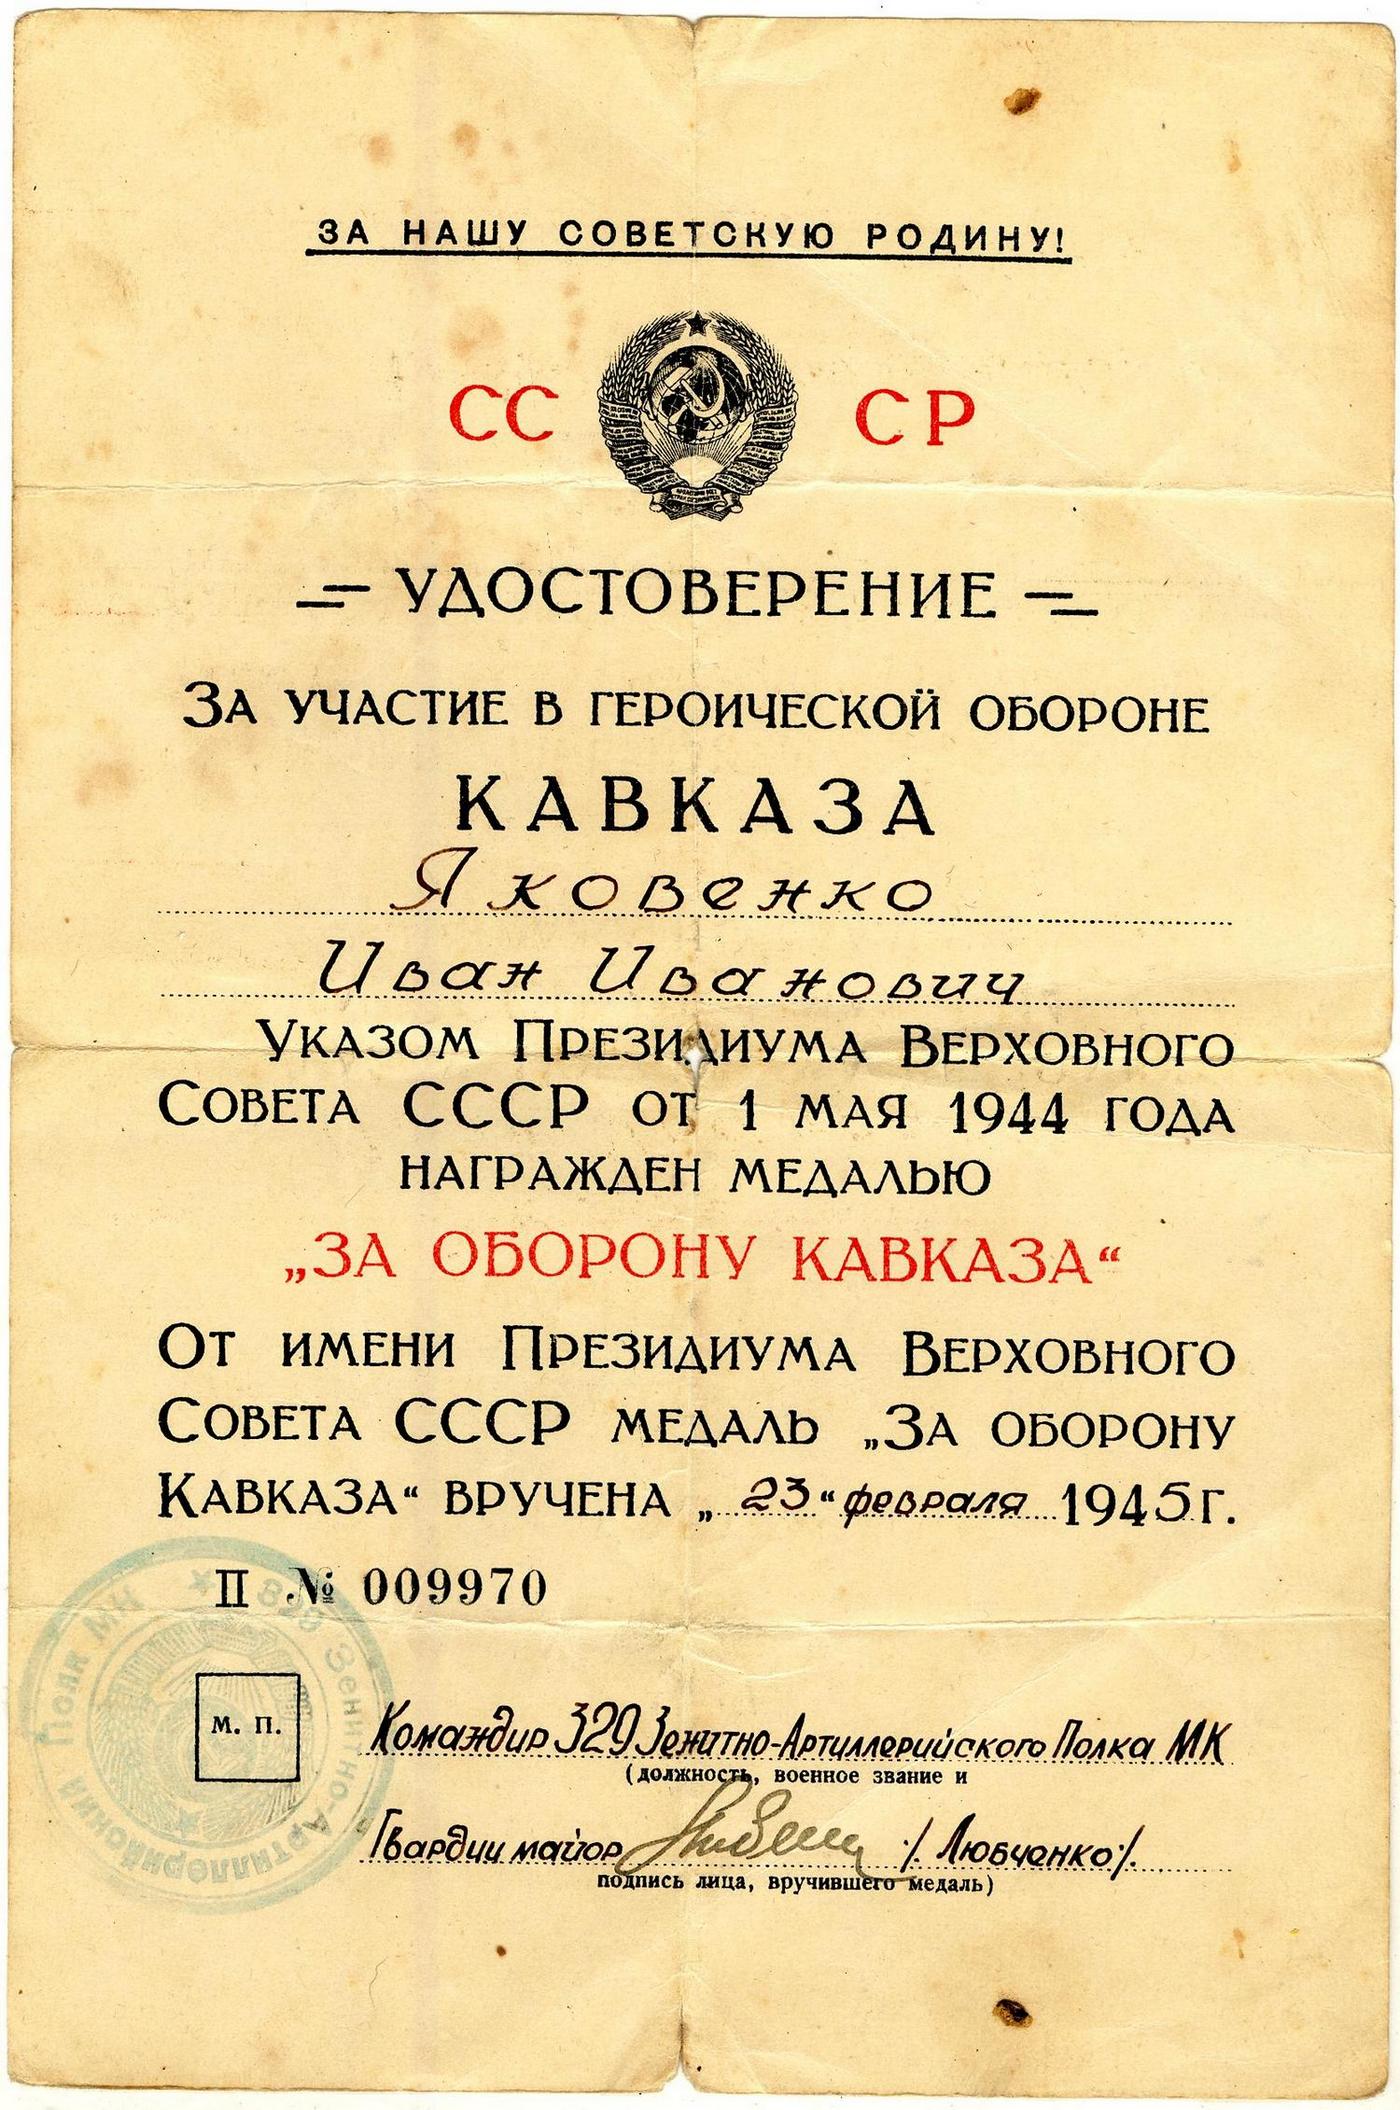 ЗА НАШУ СОВЕТСКУЮ РОДИНУ!
СС СР
УДОСТОВЕРЕНИЕ
ЗА УЧАСТИЕ В ГЕРОИЧЕСКОЙ ОБОРОНЕ
КАВКАЗА
Яковенко
Иван Иванович
УКАЗОМ ПРЕЗИДИУМА ВЕРХОВНОГО
СОВЕТА СССР ОТ 1 МАЯ 1944 ГОДА
НАГРАЖДЕН МЕДАЛЬЮ
„ЗА ОБОРОНУ КАВКАЗА“
ОТ ИМЕНИ ПРЕЗИДИУМА ВЕРХОВНОГО
СОВЕТА СССР МЕДАЛЬ „ЗА ОБОРОНУ
КАВКАЗА“ ВРУЧЕНА „23“ февраля 1945 г.
II № 009970
М. П.
Командир 329 Зенитно-Артиллерийского Полка МК
(должность, военное звание и
Гвардии майор /Любченко/.
подпись лица, вручившего медаль)